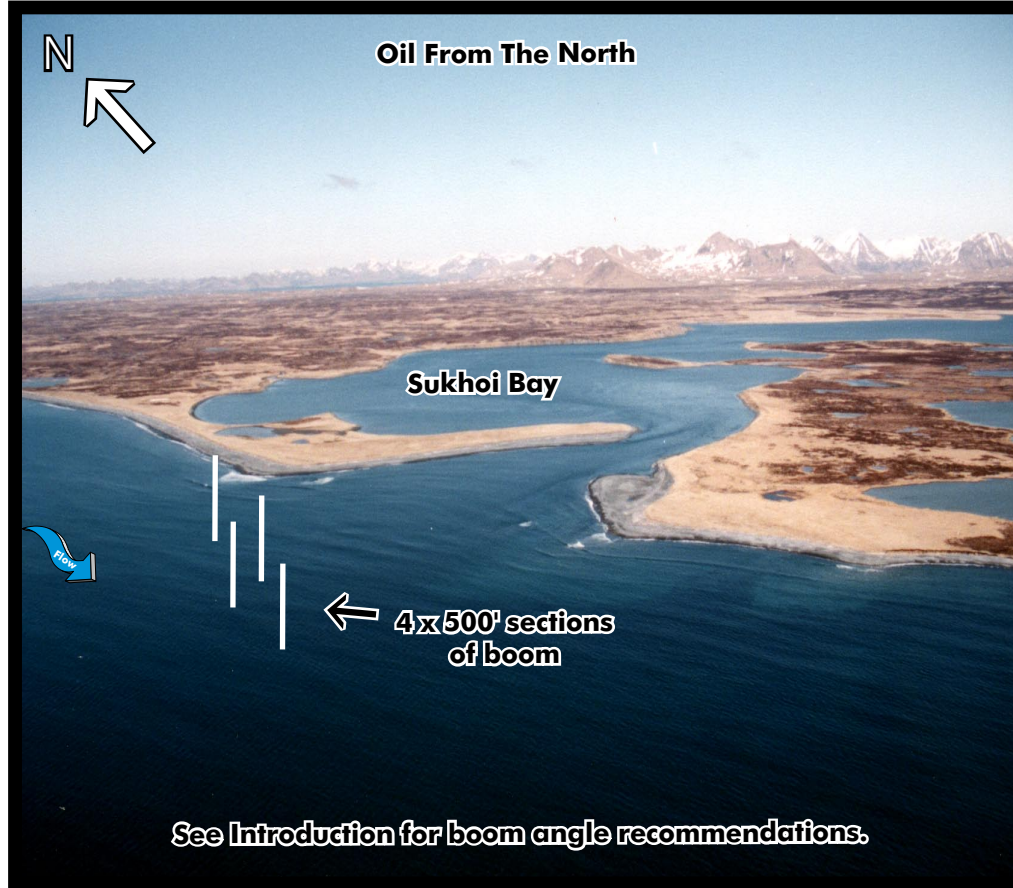 N
Oil From The North
Sukhoi Bay
Flow
4 x 500' sections
of boom
See Introduction for boom angle recommendations.